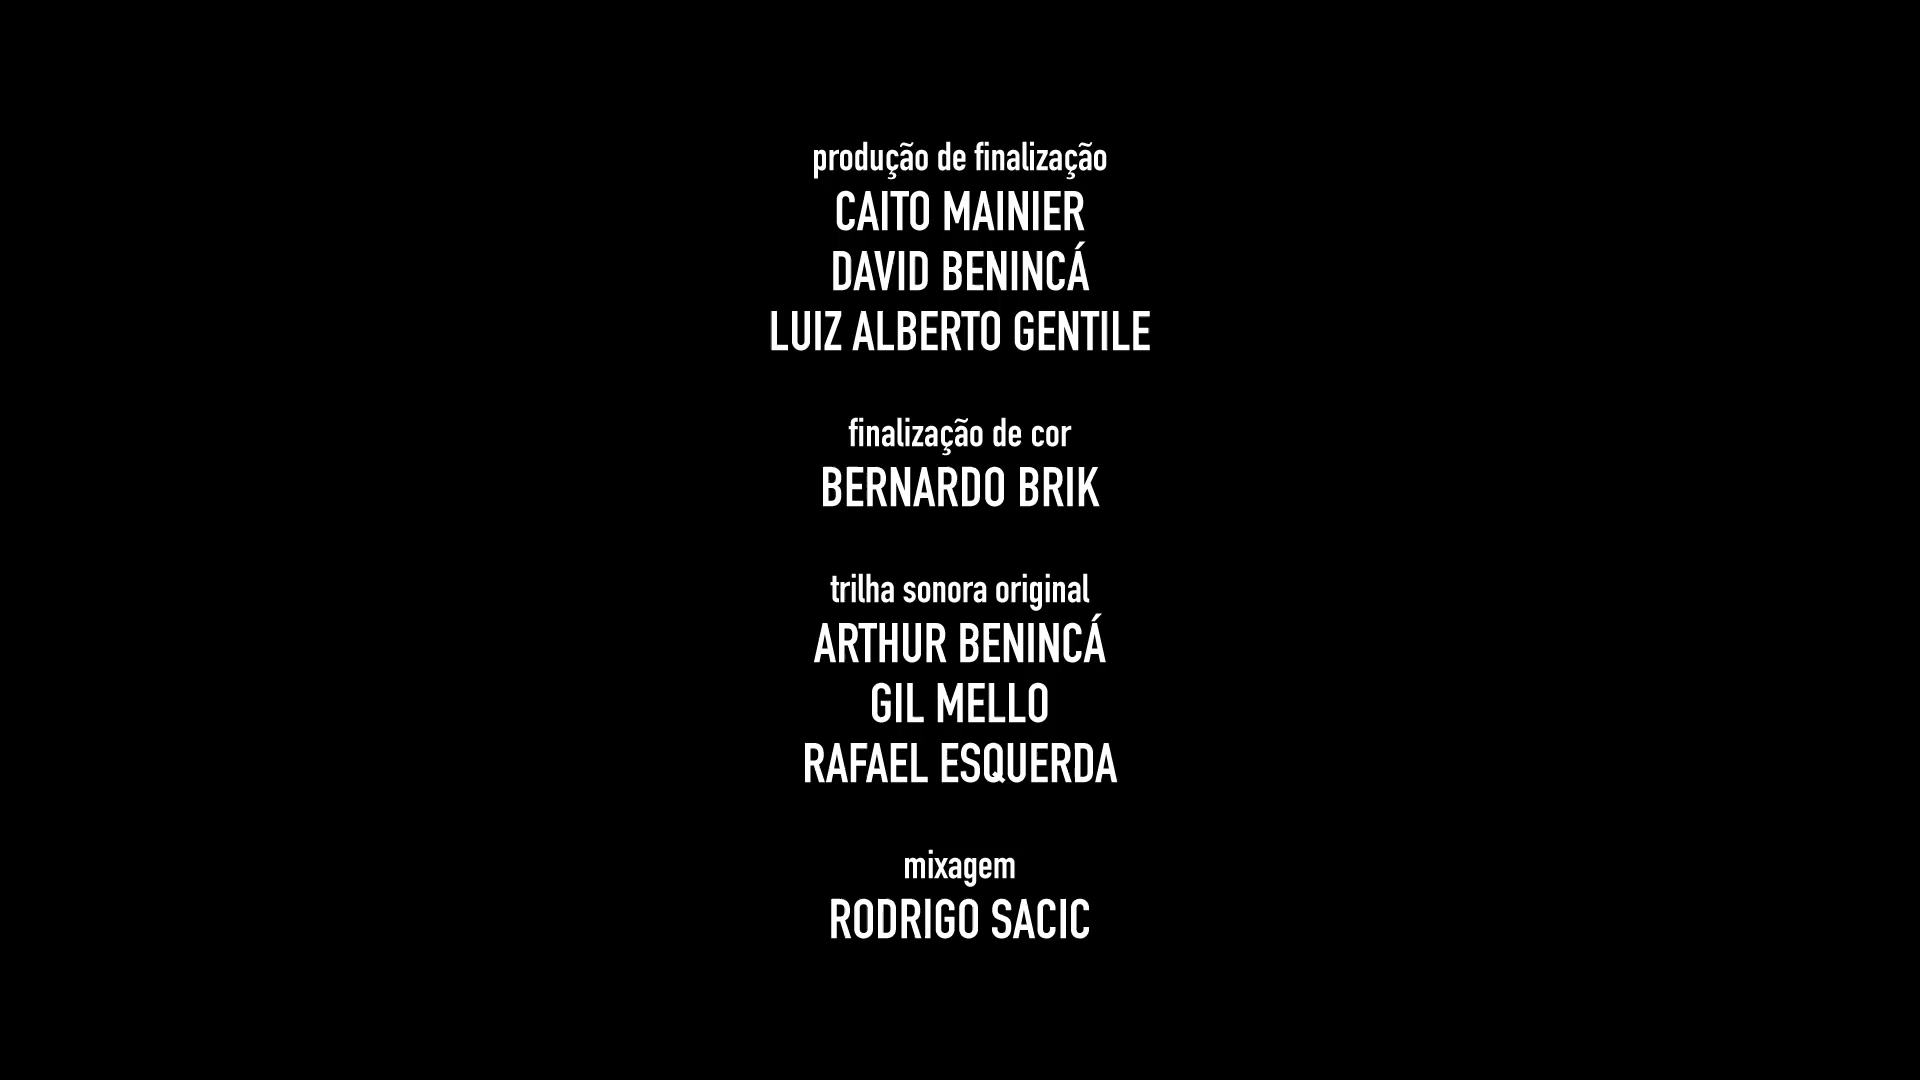 produção de finalização
CAITO MAINIER
DAVID BENINCÁ
LUIZ ALBERTO GENTILE
finalização de cor
BERNARDO BRIK
trilha sonora original
ARTHUR BENINCÁ
GIL MELLO
RAFAEL ESQUERDA
mixagem
RODRIGO SACIC